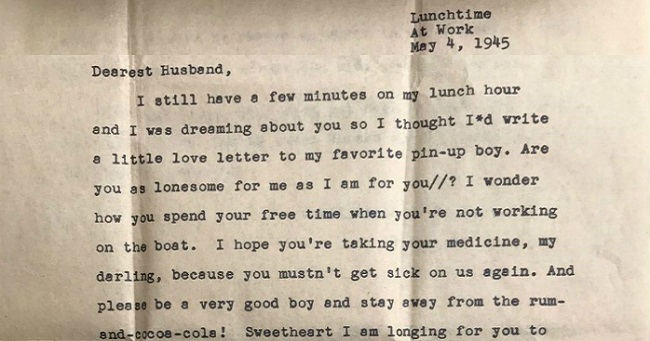 Lunchtime
At Work
May 4, 1945
Dearest Husband,
I still have a few minutes on my lunch hour
and I was dreaming about you so I thought I*d write
a little love letter to my favorite pin-up boy. Are
you as lonesome for me as I am for you//? I wonder
how you spend your free time when you're not working
on the boat. I hope you're taking your medicine, my
darling, because you mustn't get sick on us again. And
please be a very good boy and stay away from the rum-
and-cocoa-cola! Sweetheart I am longing for you to